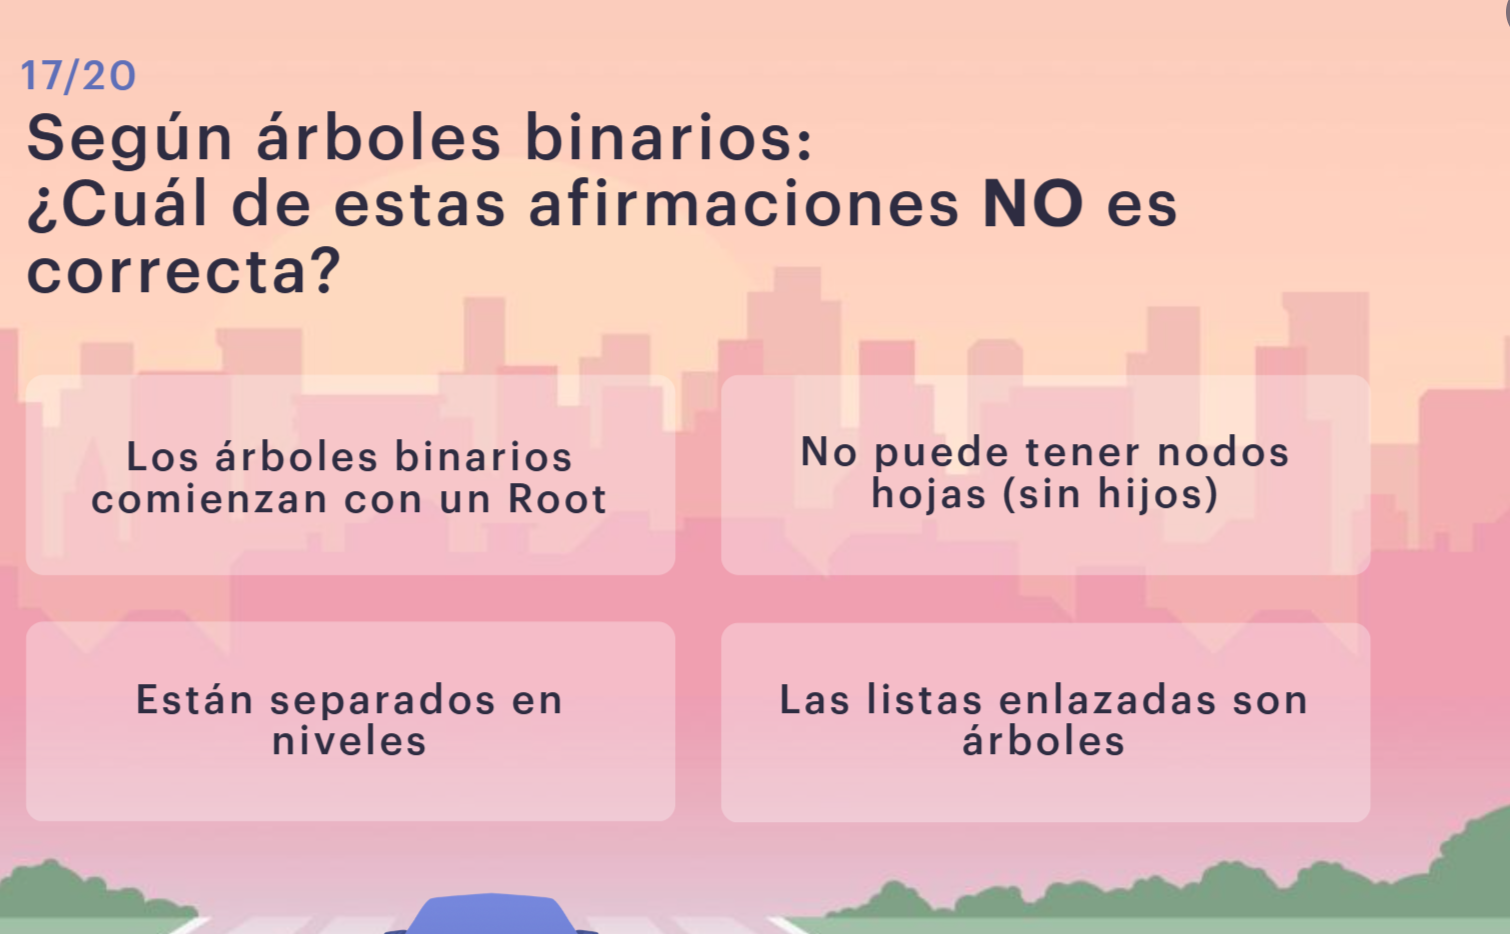 17/20
Según árboles binarios:
¿Cuál de estas afirmaciones NO es
correcta?
Los árboles binarios
comienzan con un Root
No puede tener nodos
hojas (sin hijos)
Están separados en
niveles
Las listas enlazadas son
árboles